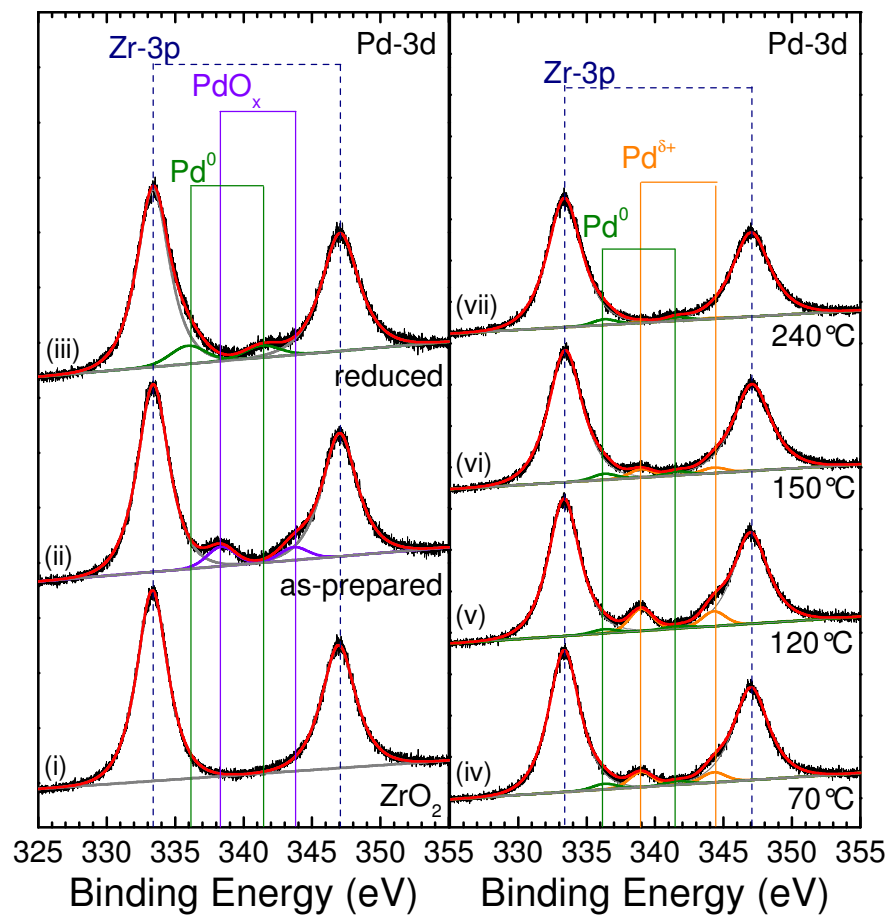 Zr-3p
Pd-3d
PdOₓ
Pd⁰
(iii)
reduced
(ii)
as-prepared
(i)
ZrO₂
325 330 335 340 345 350 355
Binding Energy (eV)
Pd-3d
Zr-3p
Pd^δ+
Pd⁰
(vii)
240°C
(vi)
150°C
(v)
120°C
(iv)
70°C
330 335 340 345 350 355
Binding Energy (eV)